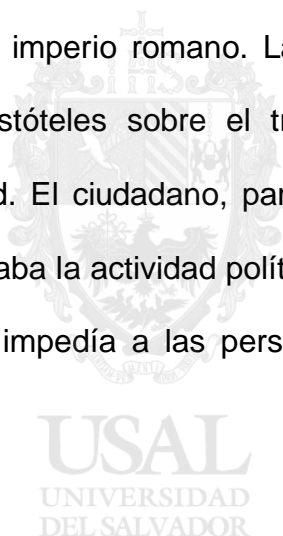 imperio romano. La
stóteles sobre el tr
d. El ciudadano, par
aba la actividad polít
impedía a las pers
USAL
UNIVERSIDAD
DEL SALVADOR